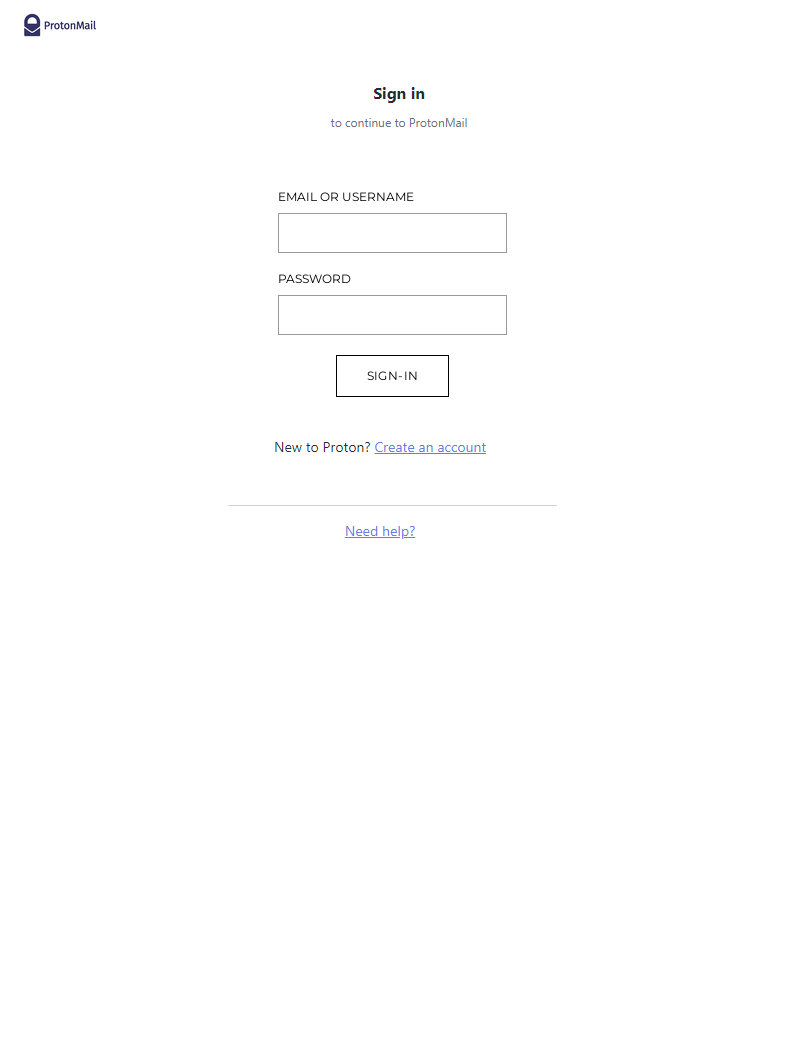 ProtonMail
Sign in
to continue to ProtonMail
EMAIL OR USERNAME
PASSWORD
SIGN-IN
New to Proton? Create an account
Need help?